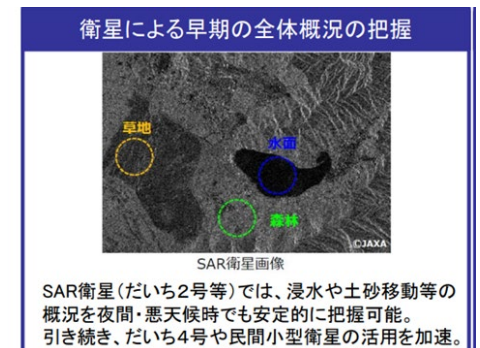 衛星による早期の全体概況の把握
草地
水面
森林
©JAXA
SAR衛星画像
SAR衛星(だいち2号等)では、浸水や土砂移動等の
概況を夜間・悪天候時でも安定的に把握可能。
引き続き、だいち4号や民間小型衛星の活用を加速。